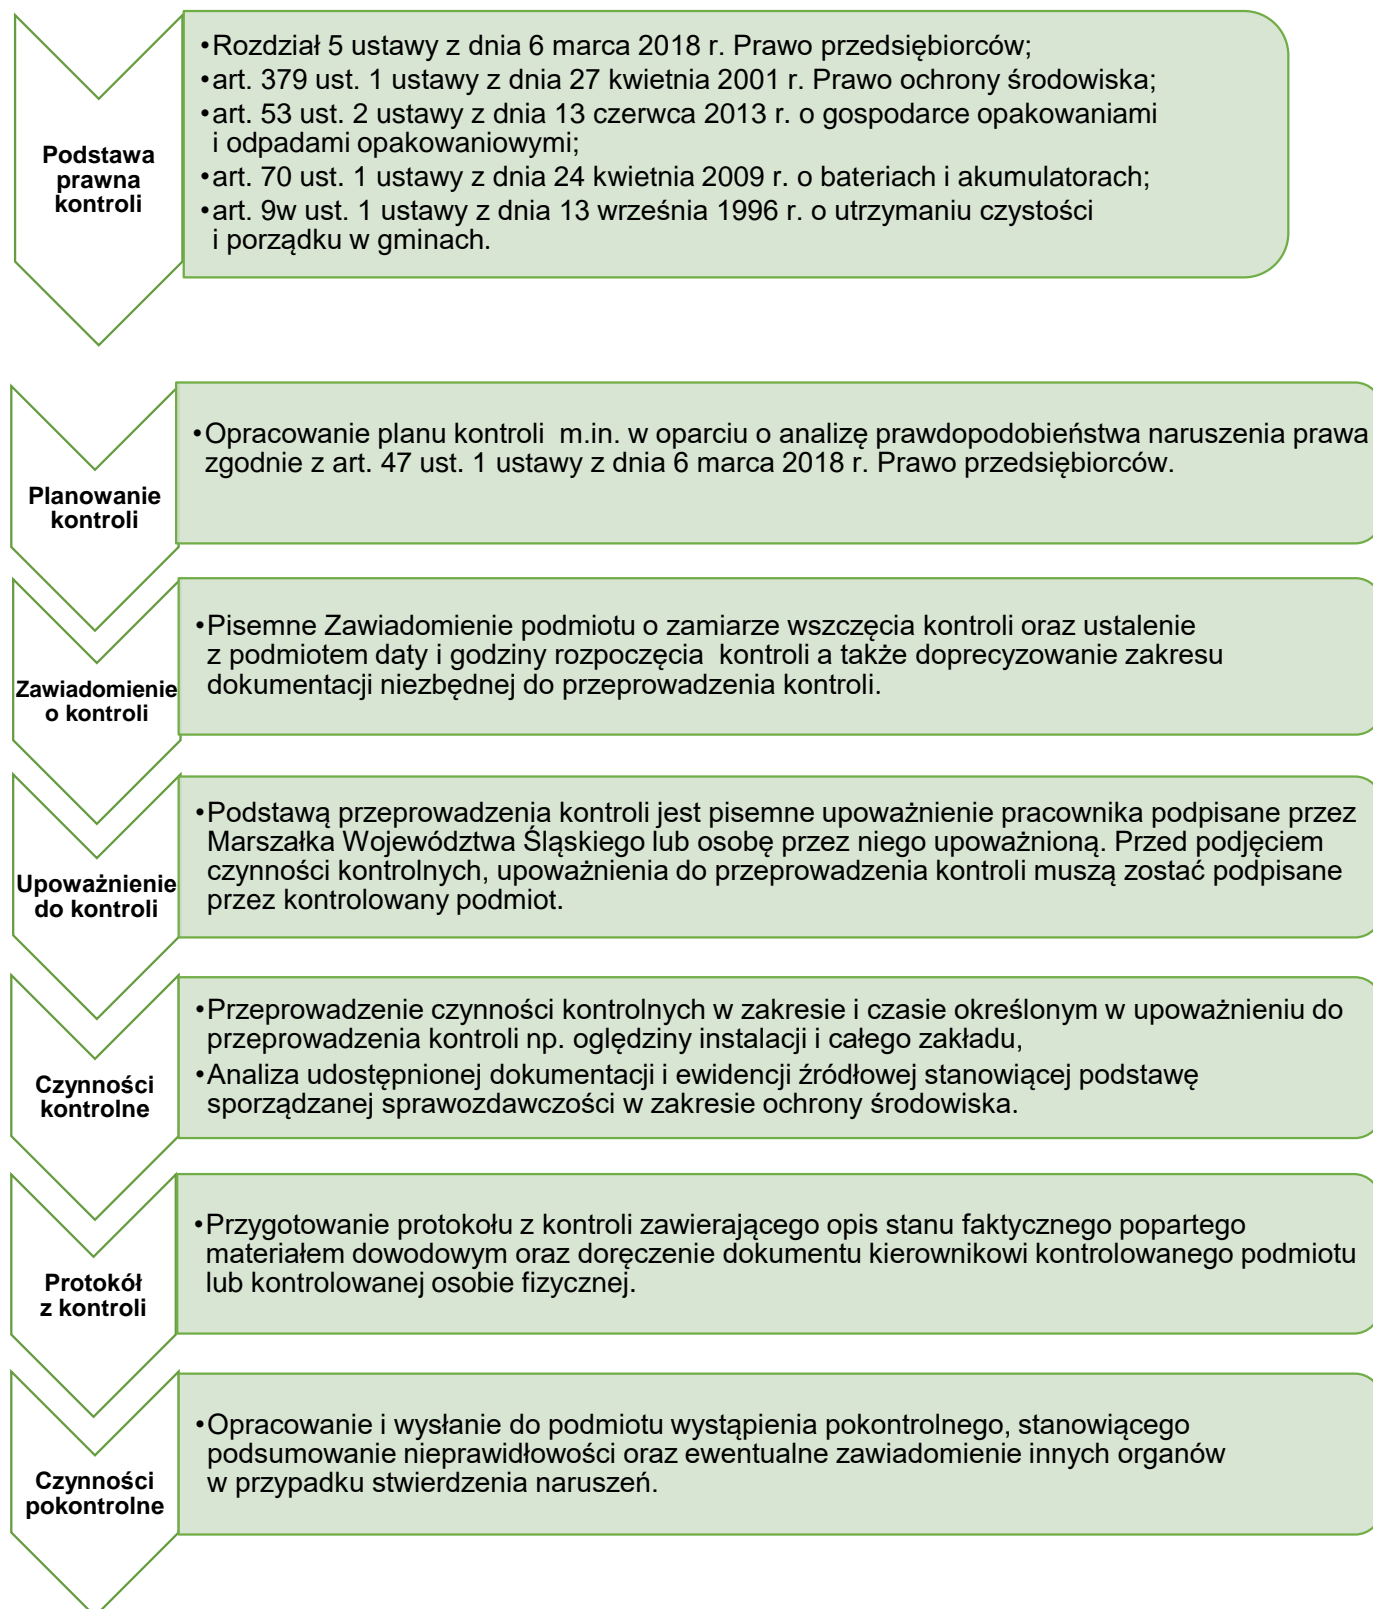 Podstawa
prawna
kontroli
•Rozdział 5 ustawy z dnia 6 marca 2018 r. Prawo przedsiębiorców;
•art. 379 ust. 1 ustawy z dnia 27 kwietnia 2001 r. Prawo ochrony środowiska;
•art. 53 ust. 2 ustawy z dnia 13 czerwca 2013 r. o gospodarce opakowaniami
i odpadami opakowaniowymi;
•art. 70 ust. 1 ustawy z dnia 24 kwietnia 2009 r. o bateriach i akumulatorach;
•art. 9w ust. 1 ustawy z dnia 13 września 1996 r. o utrzymaniu czystości
i porządku w gminach.
Planowanie
kontroli
•Opracowanie planu kontroli  m.in. w oparciu o analizę prawdopodobieństwa naruszenia prawa
zgodnie z art. 47 ust. 1 ustawy z dnia 6 marca 2018 r. Prawo przedsiębiorców.
Zawiadomienie
o kontroli
•Pisemne Zawiadomienie podmiotu o zamiarze wszczęcia kontroli oraz ustalenie
z podmiotem daty i godziny rozpoczęcia  kontroli a także doprecyzowanie zakresu
dokumentacji niezbędnej do przeprowadzenia kontroli.
Upoważnienie
do kontroli
•Podstawą przeprowadzenia kontroli jest pisemne upoważnienie pracownika podpisane przez
Marszałka Województwa Śląskiego lub osobę przez niego upoważnioną. Przed podjęciem
czynności kontrolnych, upoważnienia do przeprowadzenia kontroli muszą zostać podpisane
przez kontrolowany podmiot.
Czynności
kontrolne
•Przeprowadzenie czynności kontrolnych w zakresie i czasie określonym w upoważnieniu do
przeprowadzenia kontroli np. oględziny instalacji i całego zakładu,
•Analiza udostępnionej dokumentacji i ewidencji źródłowej stanowiącej podstawę
sporządzanej sprawozdawczości w zakresie ochrony środowiska.
Protokół
z kontroli
•Przygotowanie protokołu z kontroli zawierającego opis stanu faktycznego popartego
materiałem dowodowym oraz doręczenie dokumentu kierownikowi kontrolowanego podmiotu
lub kontrolowanej osobie fizycznej.
Czynności
pokontrolne
•Opracowanie i wysłanie do podmiotu wystąpienia pokontrolnego, stanowiącego
podsumowanie nieprawidłowości oraz ewentualne zawiadomienie innych organów
w przypadku stwierdzenia naruszeń.